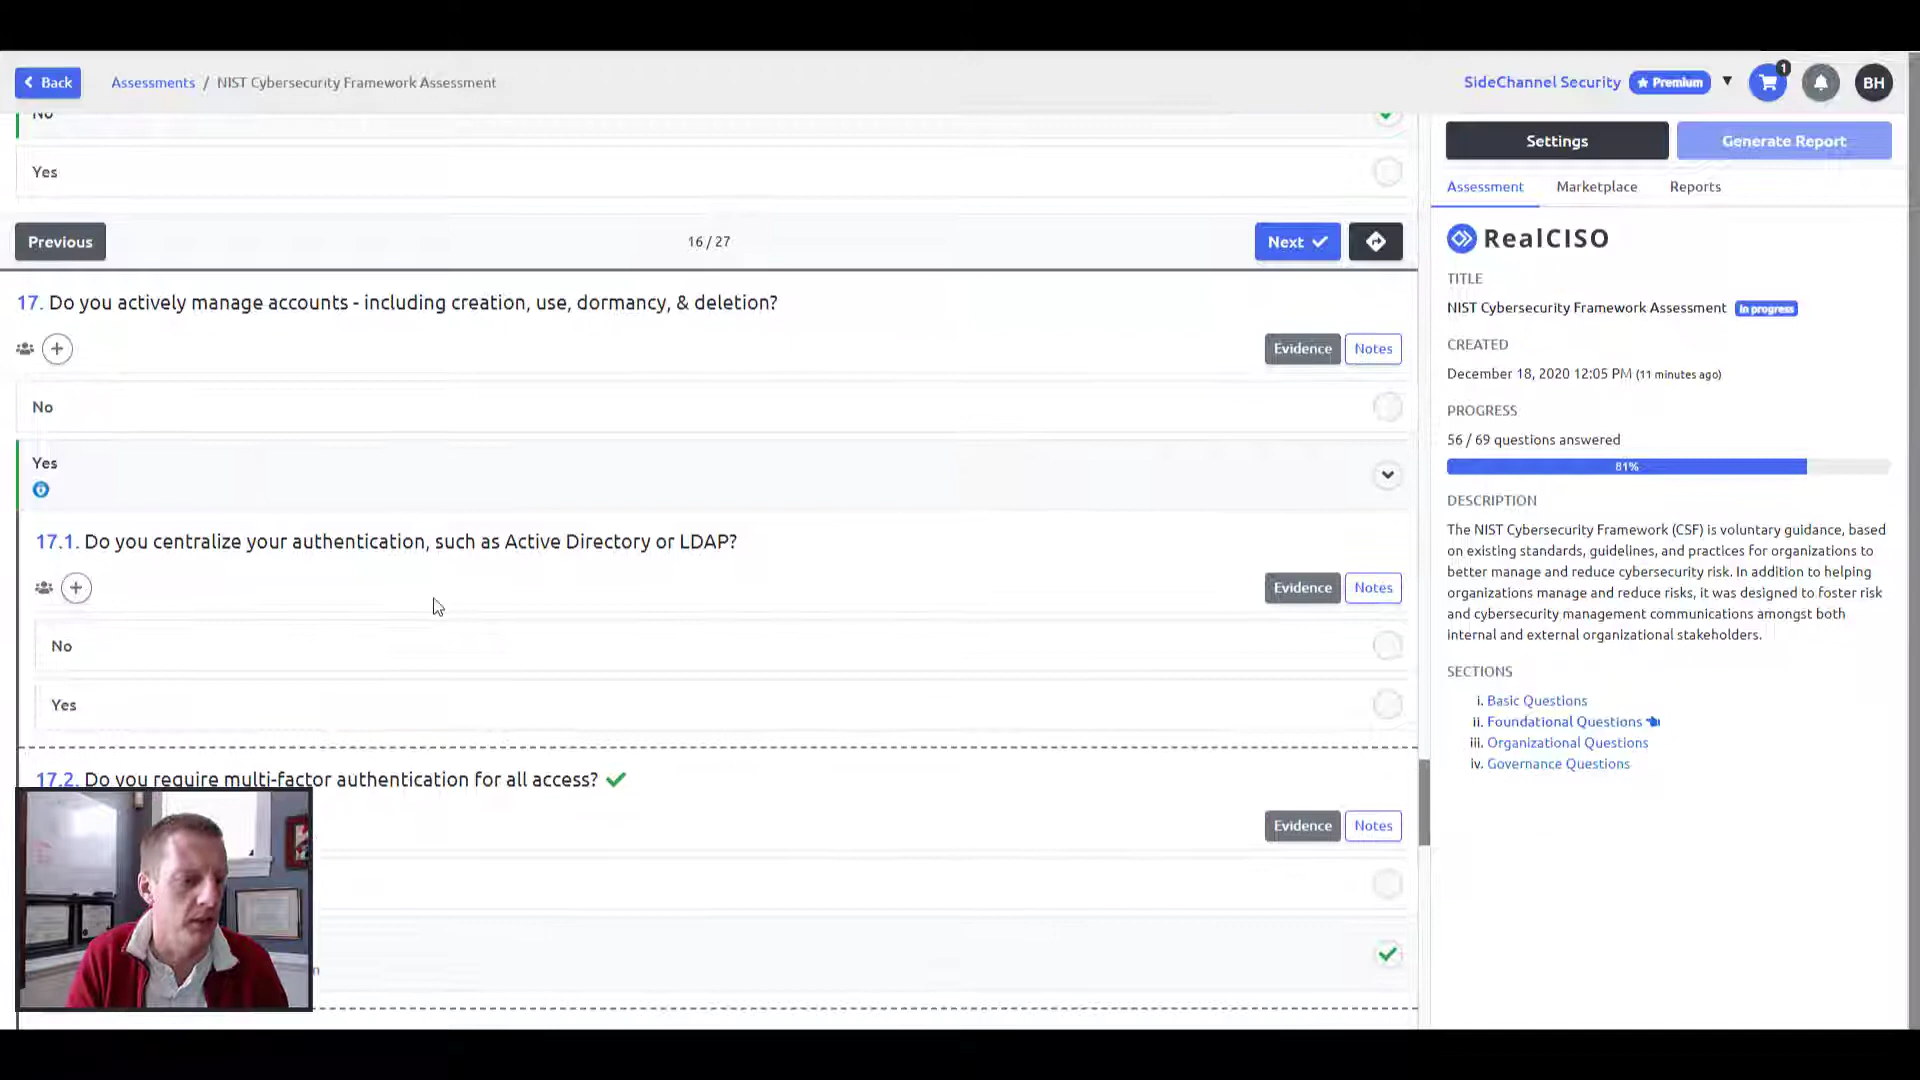 Back
Assessments / NIST Cybersecurity Framework Assessment
SideChannel Security
Premium
1
BH
No
Yes
Previous
16 / 27
Next
17. Do you actively manage accounts - including creation, use, dormancy, & deletion?
Evidence
Notes
No
Yes
17.1. Do you centralize your authentication, such as Active Directory or LDAP?
Evidence
Notes
No
Yes
17.2. Do you require multi-factor authentication for all access?
Evidence
Notes
n
Settings
Generate Report
Assessment
Marketplace
Reports
RealCISO
TITLE
NIST Cybersecurity Framework Assessment In progress
CREATED
December 18, 2020 12:05 PM (11 minutes ago)
PROGRESS
56 / 69 questions answered
81%
DESCRIPTION
The NIST Cybersecurity Framework (CSF) is voluntary guidance, based
on existing standards, guidelines, and practices for organizations to
better manage and reduce cybersecurity risk. In addition to helping
organizations manage and reduce risks, it was designed to foster risk
and cybersecurity management communications amongst both
internal and external organizational stakeholders.
SECTIONS
i. Basic Questions
ii. Foundational Questions
iii. Organizational Questions
iv. Governance Questions